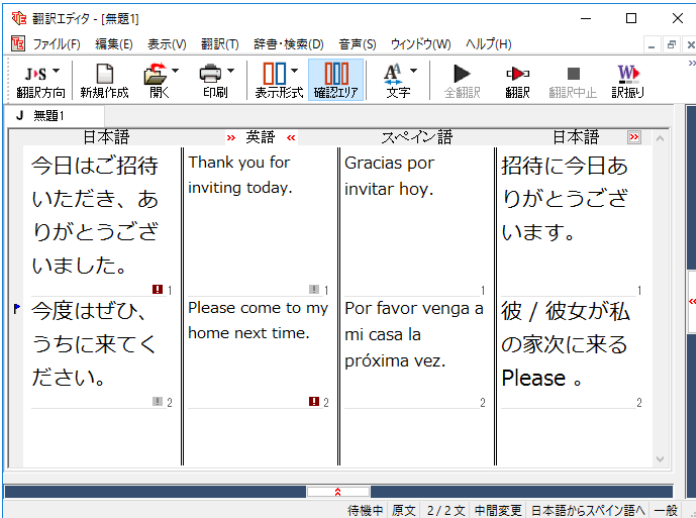 翻訳エディタ - [無題1]
ファイル(F) 編集(E) 表示(V) 翻訳(T) 辞書・検索(D) 音声(S) ウィンドウ(W) ヘルプ(H)
J▸S
翻訳方向 新規作成 開く 印刷 表示形式 確認エリア 文字 全翻訳 翻訳 翻訳中止 訳振り
J 無題1
日本語 » 英語 « スペイン語 日本語 »
今日はご招待
いただき、あ
りがとうござ
いました。
1
Thank you for
inviting today.
1
Gracias por
invitar hoy.
1
招待に今日あ
りがとうござ
います。
1
今度はぜひ、
うちに来てく
ださい。
2
Please come to my
home next time.
2
Por favor venga a
mi casa la
próxima vez.
2
彼 / 彼女が私
の家次に来る
Please 。
2
待機中 原文 2/2文 中間変更 日本語からスペイン語へ 一般